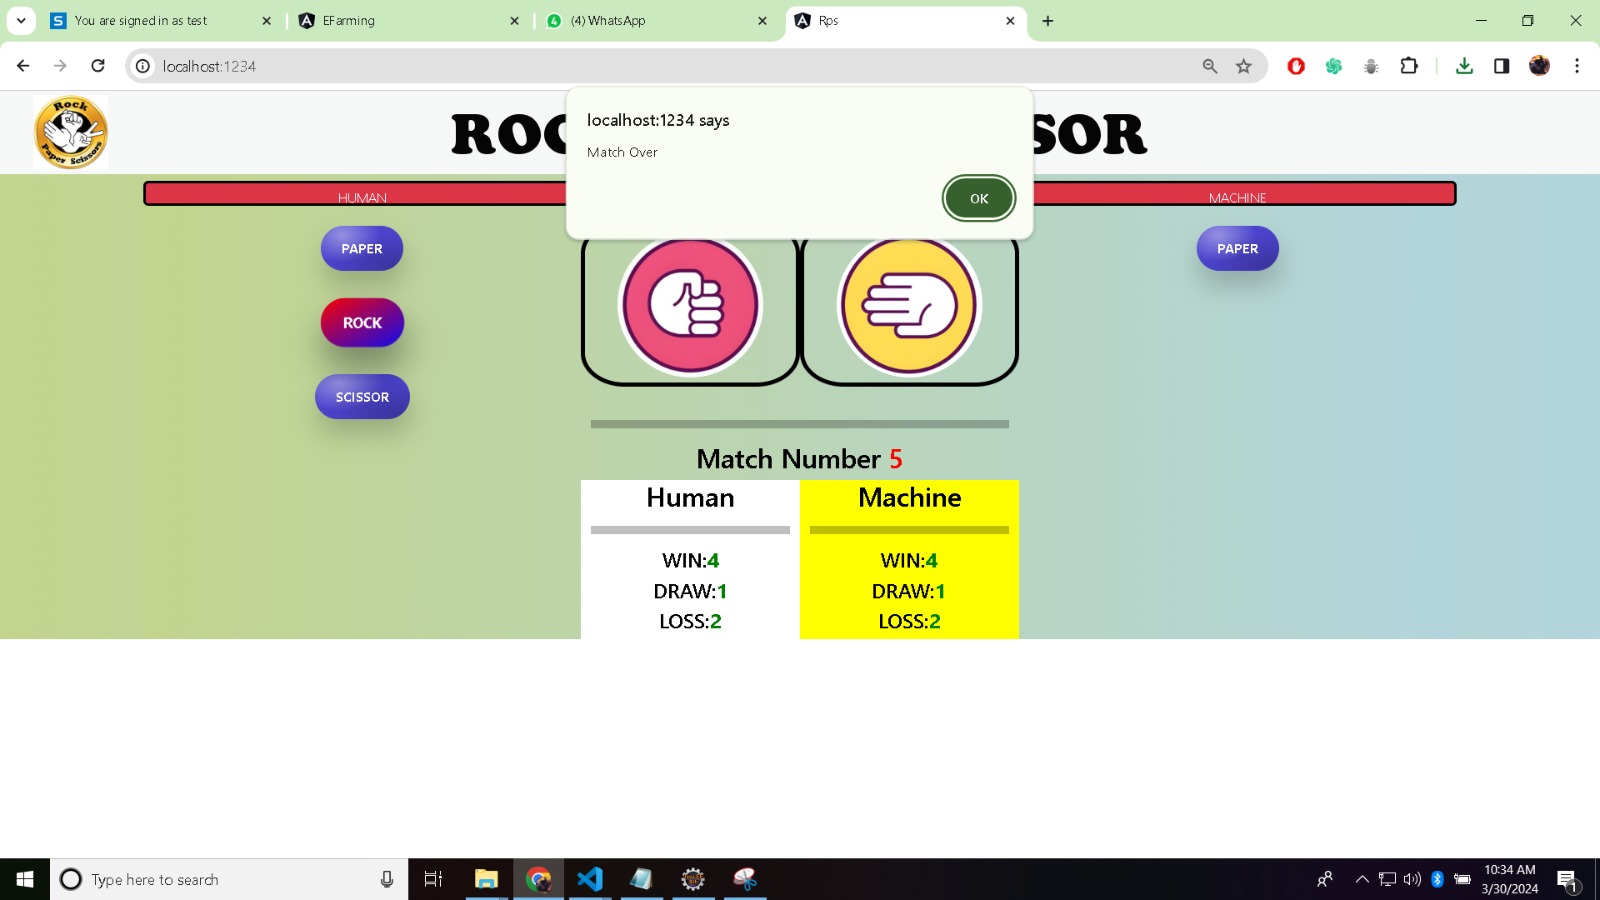 You are signed in as test
EFarming
(4) WhatsApp
Rps
localhost:1234
Rock
Paper Scissors
ROC
SOR
localhost:1234 says
Match Over
OK
HUMAN
MACHINE
PAPER
PAPER
ROCK
SCISSOR
Match Number 5
Human
Machine
WIN:4
WIN:4
DRAW:1
DRAW:1
LOSS:2
LOSS:2
Type here to search
10:34 AM
3/30/2024
1